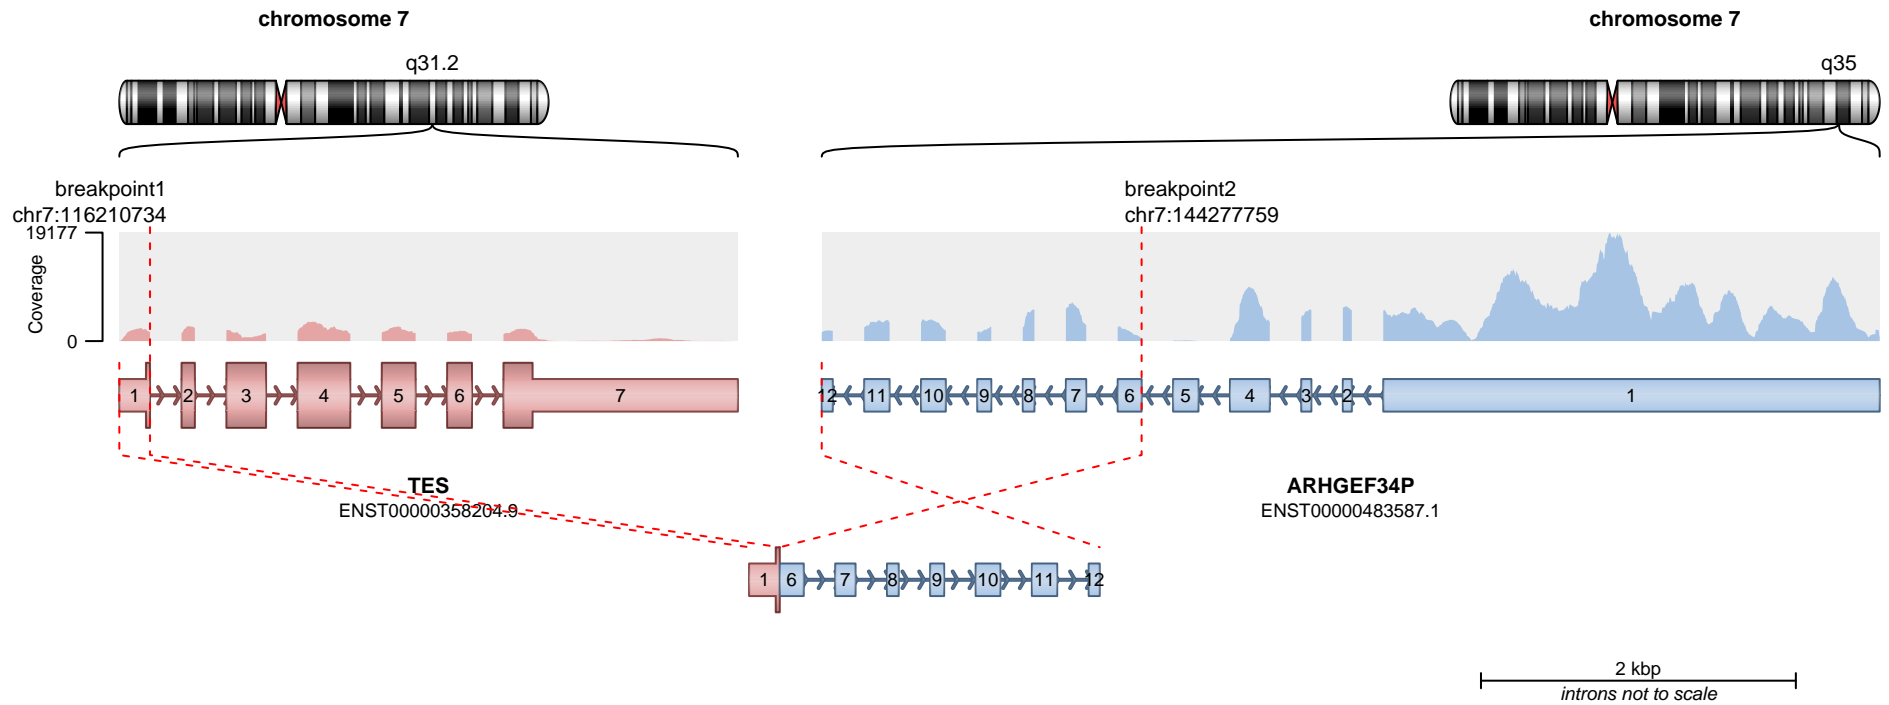 chromosome 7
chromosome 7
q31.2
q35
breakpoint1
chr7:116210734
breakpoint2
chr7:144277759
19177
Coverage
0
1 2 3 4 5 6 7
12 11 10 9 8 7 6 5 4 3 2 1
TES
ENST00000358204.9
ARHGEF34P
ENST00000483587.1
1 6 7 8 9 10 11 12
2 kbp
introns not to scale